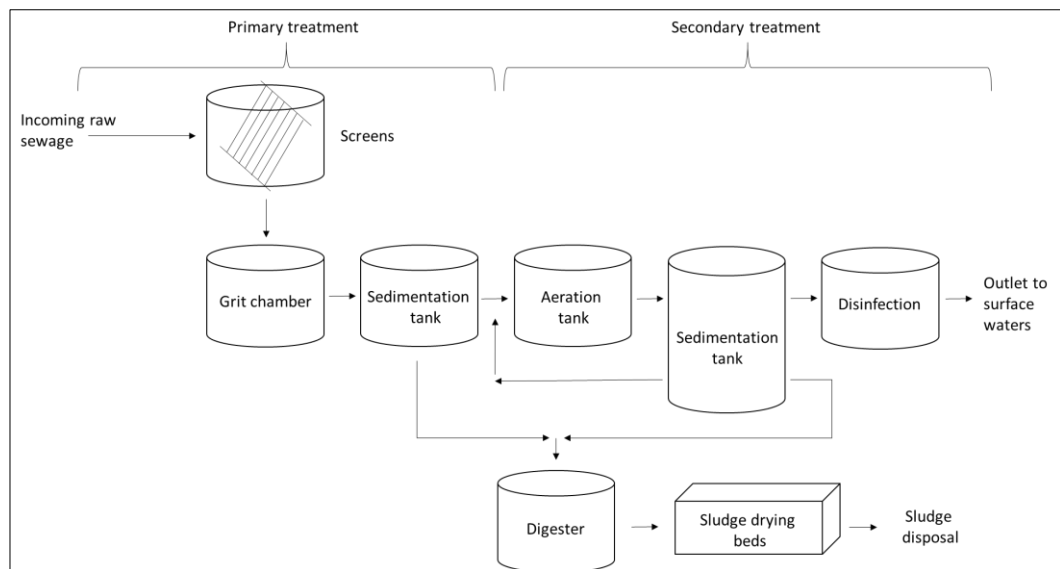 Primary treatment
Secondary treatment
Incoming raw
sewage
Screens
Grit chamber
Sedimentation
tank
Aeration
tank
Sedimentation
tank
Disinfection
Outlet to
surface
waters
Digester
Sludge drying
beds
Sludge
disposal